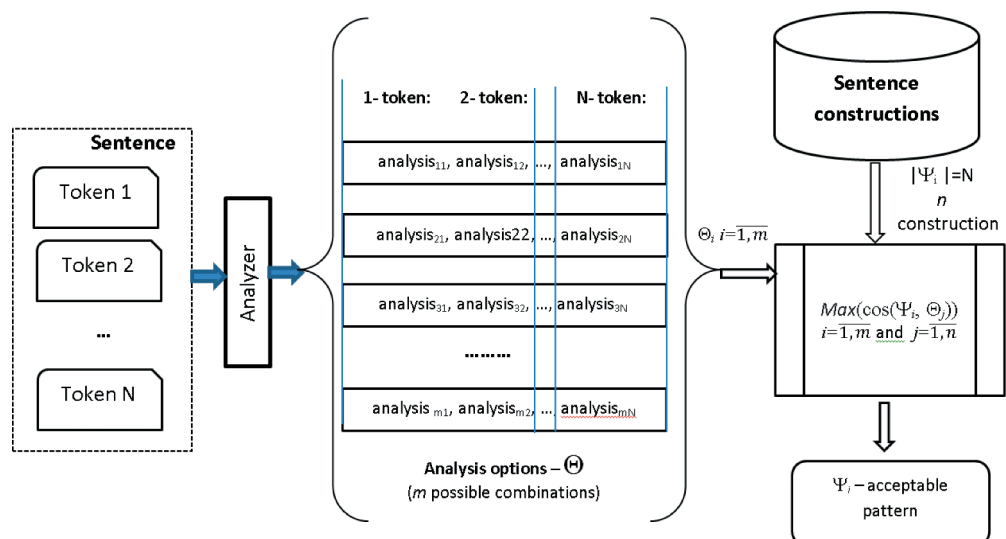 Sentence
Token 1
Token 2
...
Token N
Analyzer
1- token: 2- token: N- token:
analysis₁₁, analysis₁₂, ..., analysis₁N
analysis₂₁, analysis22, ..., analysis₂N
analysis₃₁, analysis₃₂, ..., analysis₃N
.........
analysis m1, analysism2, ..., analysismN
Analysis options – Θ
(m possible combinations)
Θᵢ i=1,m
Sentence
constructions
|Ψᵢ |=N
n
construction
Max(cos(Ψᵢ, Θⱼ))
i=1,m and j=1,n
Ψᵢ – acceptable
pattern